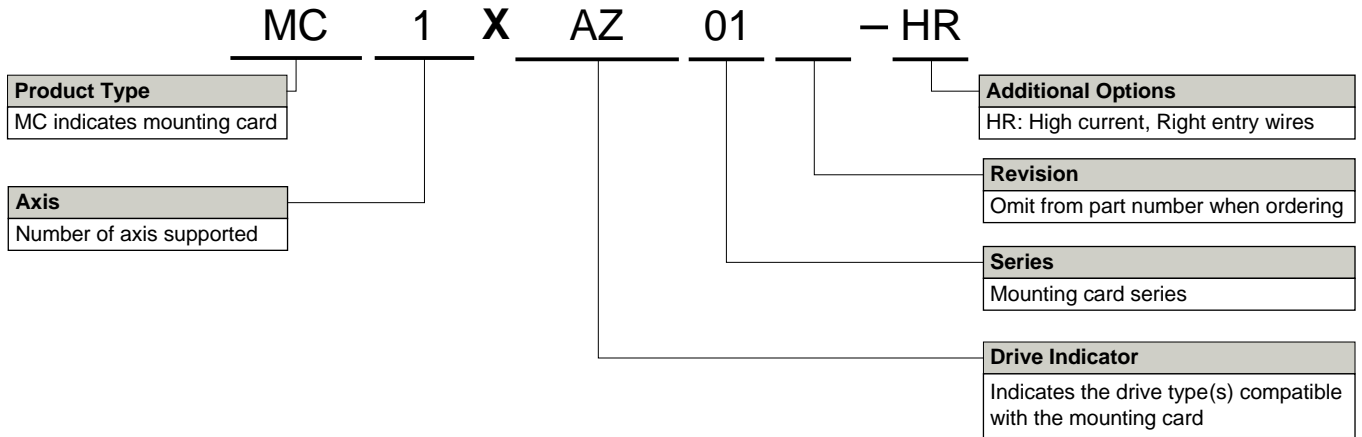 MC 1 X AZ 01 – HR
Product Type
MC indicates mounting card
Axis
Number of axis supported
Additional Options
HR: High current, Right entry wires
Revision
Omit from part number when ordering
Series
Mounting card series
Drive Indicator
Indicates the drive type(s) compatible
with the mounting card